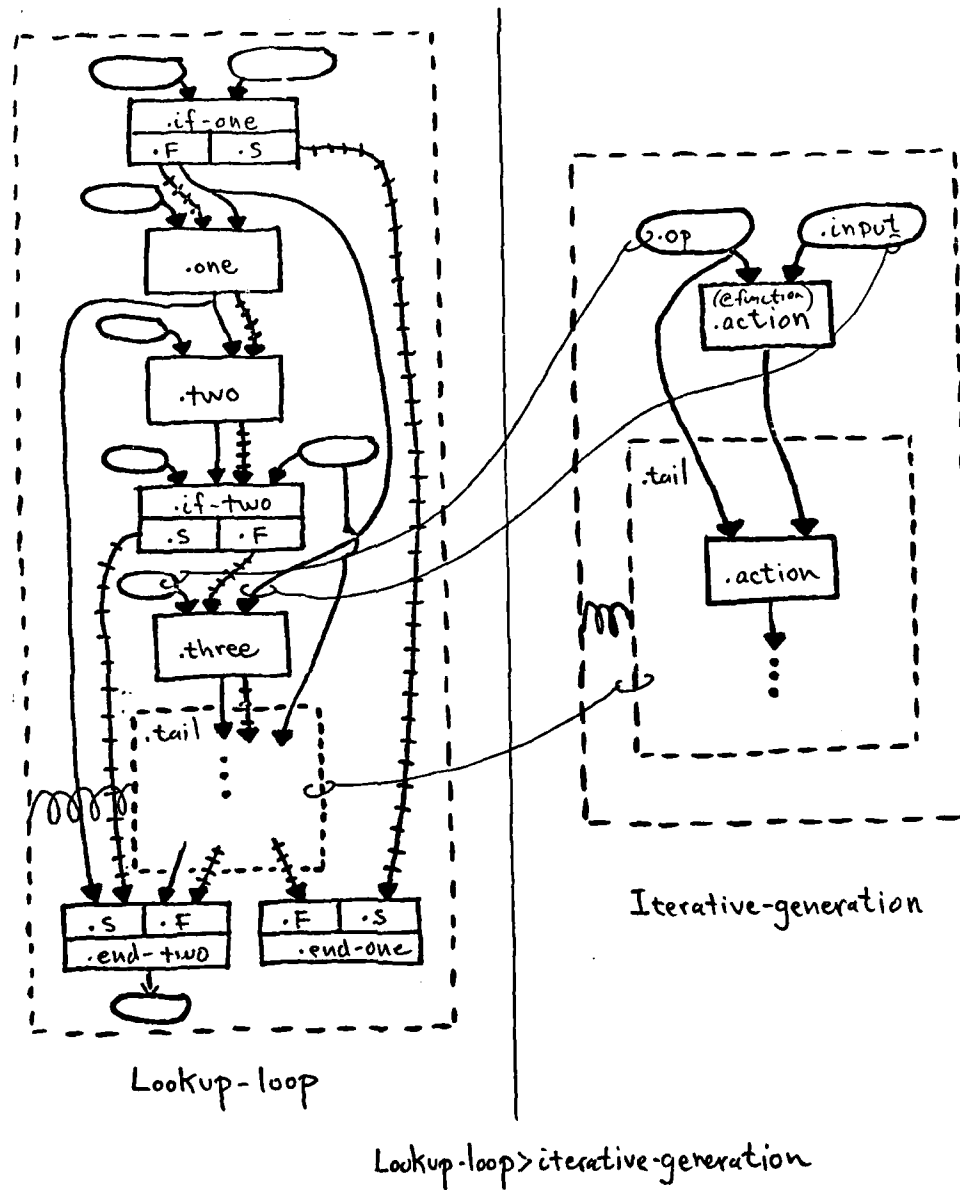 .if-one
.F .S
.one
.two
.if-two
.S .F
.three
.tail
.S .F
.end-two
.F .S
.end-one
Lookup-loop
.op
.input
(@function)
.action
.tail
.action
Iterative-generation
Lookup-loop>iterative-generation